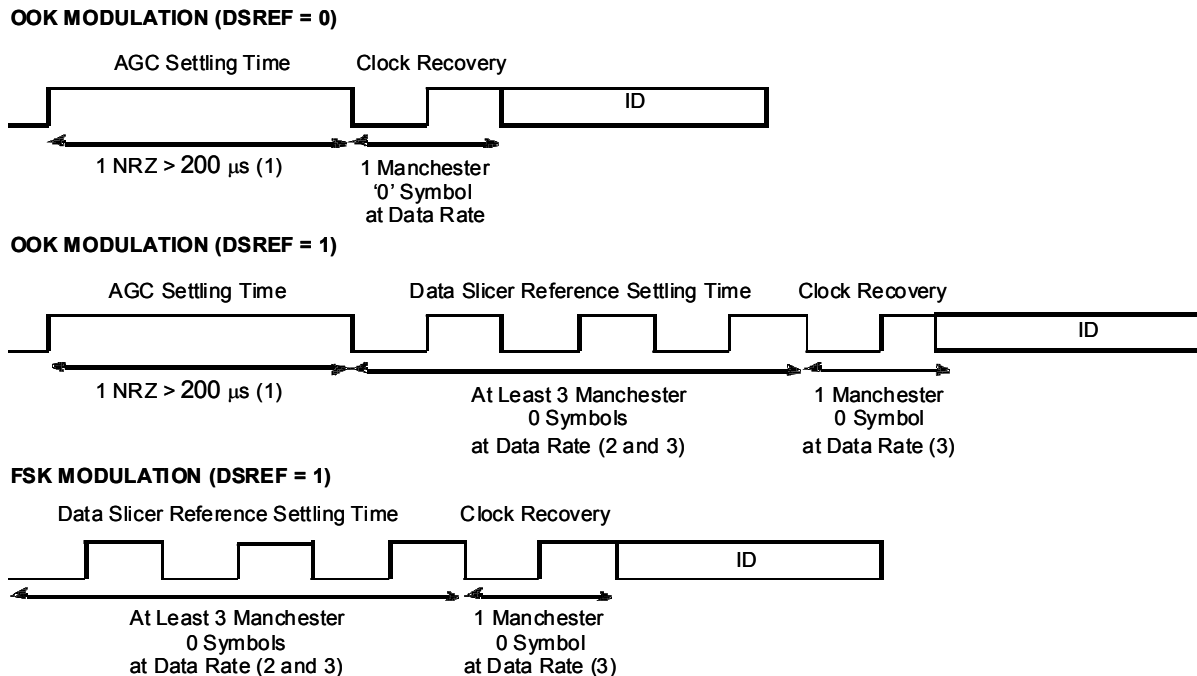 OOK MODULATION (DSREF = 0)
AGC Settling Time
Clock Recovery
ID
1 NRZ > 200 μs (1)
1 Manchester
‘0’ Symbol
at Data Rate
OOK MODULATION (DSREF = 1)
AGC Settling Time
Data Slicer Reference Settling Time
Clock Recovery
ID
1 NRZ > 200 μs (1)
At Least 3 Manchester
0 Symbols
at Data Rate (2 and 3)
1 Manchester
0 Symbol
at Data Rate (3)
FSK MODULATION (DSREF = 1)
Data Slicer Reference Settling Time
Clock Recovery
ID
At Least 3 Manchester
0 Symbols
at Data Rate (2 and 3)
1 Manchester
0 Symbol
at Data Rate (3)